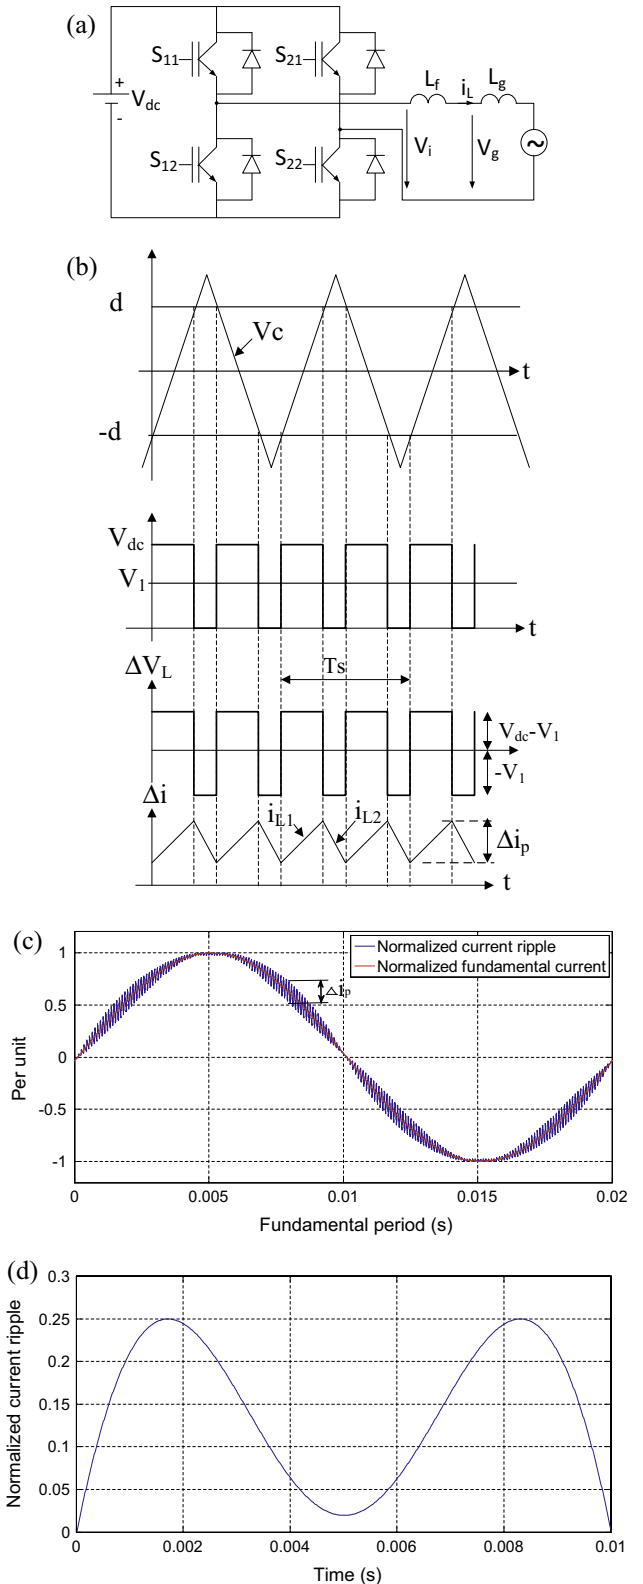 (a)
S11
S21
Lf
iL
Lg
+
Vdc
-
S12
S22
Vi
Vg
~
(b)
d
Vc
t
-d
Vdc
V1
t
ΔVL
Ts
Vdc-V1
-V1
Δi
iL1
iL2
Δip
t
(c)
Normalized current ripple
Normalized fundamental current
Δip
1
0.5
0
-0.5
-1
Per unit
0 0.005 0.01 0.015 0.02
Fundamental period (s)
(d)
0.3
0.25
0.2
0.15
0.1
0.05
0
Normalized current ripple
0 0.002 0.004 0.006 0.008 0.01
Time (s)